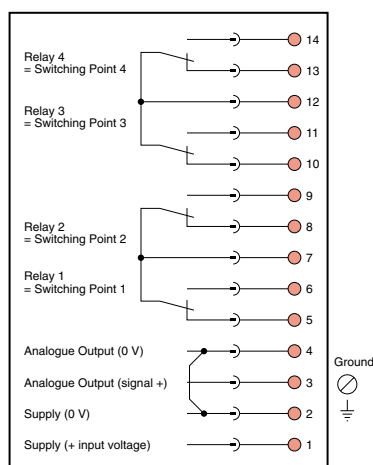 14
Relay 4
= Switching Point 4
13
12
Relay 3
= Switching Point 3
11
10
9
8
Relay 2
= Switching Point 2
7
6
Relay 1
= Switching Point 1
5
Analogue Output (0 V)
4
Ground
Analogue Output (signal +)
3
Supply (0 V)
2
Supply (+ input voltage)
1